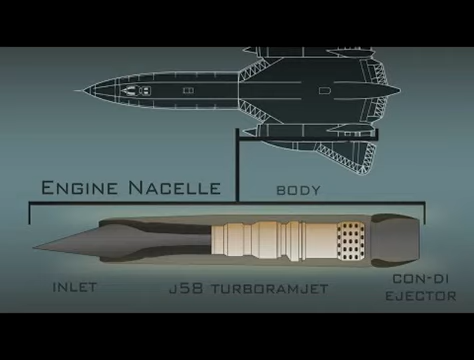 ENGINE NACELLE
BODY
INLET
J58 TURBORAMJET
CON-DI
EJECTOR